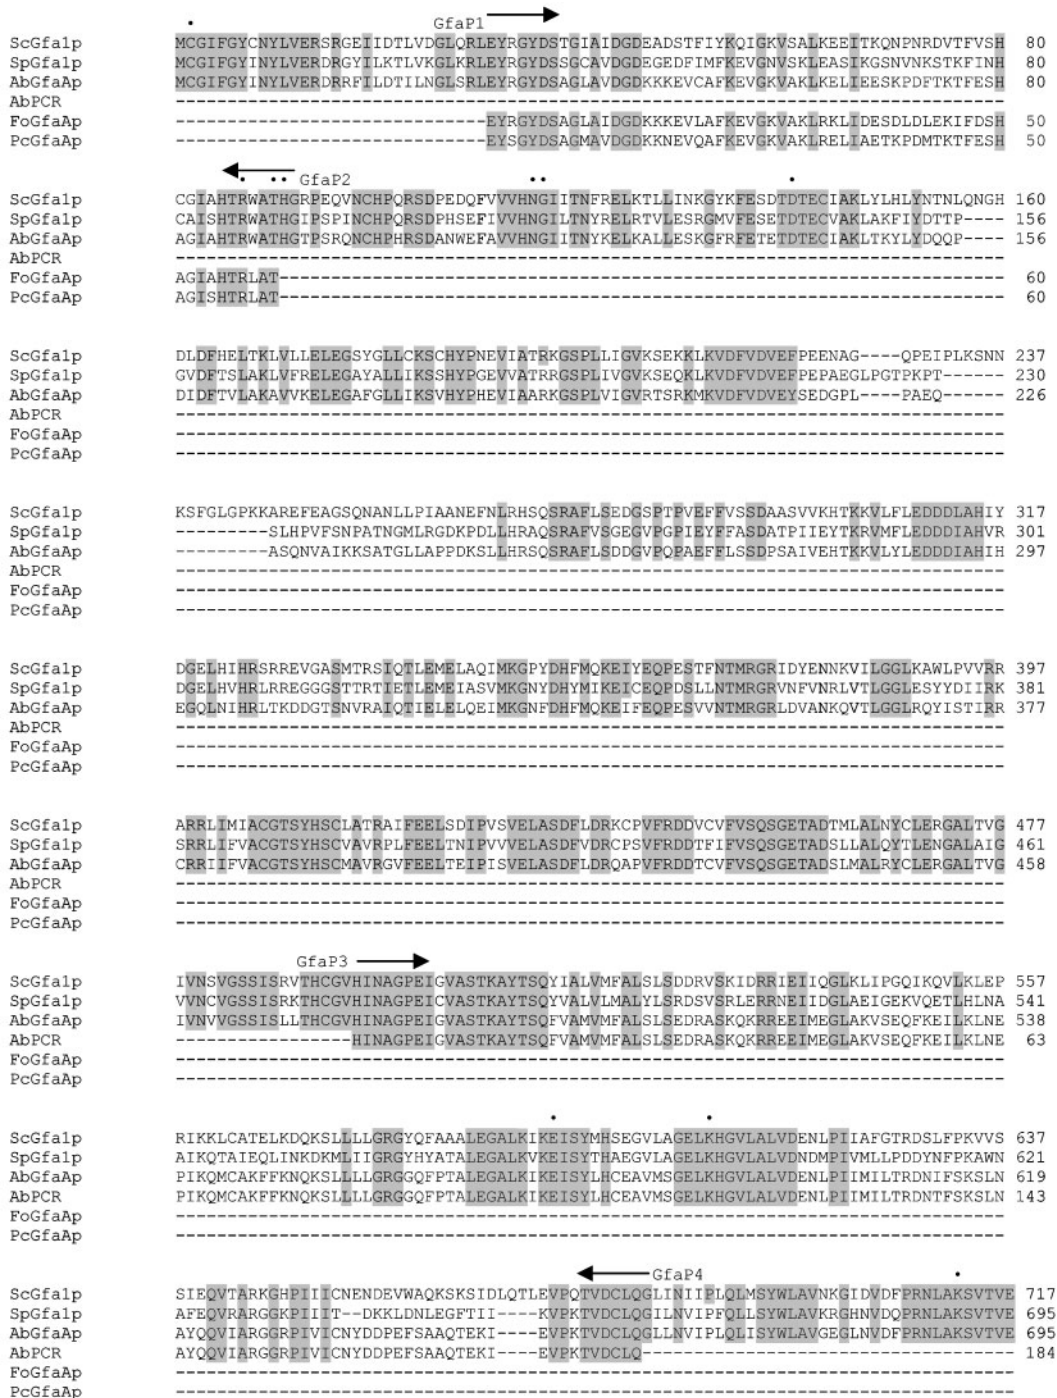 GfaP1
ScGfa1p MCGIFGYCNYLVERSRGEIIDTLVDGLQRLEYRGYDSTGIAIDGDEADSTFIYKQIGKVSALKEEITKQNPNRDVTFVSH 80
SpGfa1p MCGIFGYINYLVERDRGYILKTLVKGLKRLEYRGYDSSGCAVDGDEGEDFIMFKEVGNVSKLEASIKGSNVNKSTKFINH 80
AbGfaAp MCGIFGYINYLVERDRRFILDTILNGLSRLEYRGYDSAGLAVDGDKKKEVCAFKEVGKVAKLKELIEESKPDFTKTFESH 80
AbPCR --------------------------------------------------------------------------------
FoGfaAp ------------------------------EYRGYDSAGLAIDGDKKKEVLAFKEVGKVAKLRKLIDESDLDLEKIFDSH 50
PcGfaAp ------------------------------EYSGYDSAGMAVDGDKKNEVQAFKEVGKVAKLRELIAETKPDMTKTFESH 50
GfaP2
ScGfa1p CGIAHTRWATHGRPEQVNCHPQRSDPEDQFVVVHNGIITNFRELKTLLINKGYKFESDTDTECIAKLYLHLYNTNLQNGH 160
SpGfa1p CAISHTRWATHGIPSPINCHPQRSDPHSEFIVVHNGILTNYRELRTVLESRGMVFESETDTECVAKLAKFIYDTTP---- 156
AbGfaAp AGIAHTRWATHGTPSRQNCHPHRSDANWEFAVVHNGIITNYKELKALLESKGFRFETETDTECIAKLTKYLYDQQP---- 156
AbPCR --------------------------------------------------------------------------------
FoGfaAp AGIAHTRLAT---------------------------------------------------------------------- 60
PcGfaAp AGISHTRLAT---------------------------------------------------------------------- 60
ScGfa1p DLDFHELTKLVLLELEGSYGLLCKSCHYPNEVIATRKGSPLLIGVKSEKKLKVDFVDVEFPEENAG----QPEIPLKSNN 237
SpGfa1p GVDFTSLAKLVFRELEGAYALLIKSSHYPGEVVATRRGSPLIVGVKSEQKLKVDFVDVEFPEPAEGLPGTPKPT------ 230
AbGfaAp DIDFTVLAKAVVKELEGAFGLLIKSVHYPHEVIAARKGSPLVIGVRTSRKMKVDFVDVEYSEDGPL----PAEQ------ 226
AbPCR --------------------------------------------------------------------------------
FoGfaAp --------------------------------------------------------------------------------
PcGfaAp --------------------------------------------------------------------------------
ScGfa1p KSFGLGPKKAREFEAGSQNANLLPIAANEFNLRHSQSRAFLSEDGSPTPVEFFVSSDAASVVKHTKKVLFLEDDDLAHIY 317
SpGfa1p ---------SLHPVFSNPATNGMLRGDKPDLLHRAQSRAFVSGEGVPGPIEYFFASDATPIIEYTKRVMFLEDDDIAHVR 301
AbGfaAp ---------ASQNVAIKKSATGLLAPPDKSLLHRSQSRAFLSDDGVPQPAEFFLSSDPSAIVEHTKKVLYLEDDDIAHIH 297
AbPCR --------------------------------------------------------------------------------
FoGfaAp --------------------------------------------------------------------------------
PcGfaAp --------------------------------------------------------------------------------
ScGfa1p DGELHIHRSRREVGASMTRSIQTLEMELAQIMKGPYDHFMQKEIYEQPESTFNTMRGRIDYENNKVILGGLKAWLPVVRR 397
SpGfa1p DGELHVHRLRREGGGSTTRTIETLEMEIASVMKGNYDHYMIKEICEQPDSLLNTMRGRVNFVNRLVTLGGLESYYDIIRK 381
AbGfaAp EGQLNIHRLTKDDGTSNVRAIQTIELELQEIMKGNFDHFMQKEIFEQPESVVNTMRGRLDVANKQVTLGGLRQYISTIRR 377
AbPCR --------------------------------------------------------------------------------
FoGfaAp --------------------------------------------------------------------------------
PcGfaAp --------------------------------------------------------------------------------
ScGfa1p ARRLIMIACGTSYHSCLATRAIFEELSDIPVSVELASDFLDRKCPVFRDDVCVFVSQSGETADTMLALNYCLERGALTVG 477
SpGfa1p SRRLIFVACGTSYHSCVAVRPLFEELTNIPVVVELASDFVDRCPSVFRDDTFIFVSQSGETADSLLALQYTLENGALAIG 461
AbGfaAp CRRIIFVACGTSYHSCMAVRGVFEELTEIPISVELASDFLDRQAPVFRDDTCVFVSQSGETADSLMALRYCLERGALTVG 458
AbPCR --------------------------------------------------------------------------------
FoGfaAp --------------------------------------------------------------------------------
PcGfaAp --------------------------------------------------------------------------------
GfaP3
ScGfa1p IVNSVGSSISRVTHCGVHINAGPEIGVASTKAYTSQYIALVMFALSLSDDRVSKIDRRIEIIQGLKLIPGQIKQVLKLEP 557
SpGfa1p VVNCVGSSISRKTHCGVHINAGPEICVASTKAYTSQYVALVLMALYLSRDSVSRLERRNEIIDGLAEIGEKVQETLHLNA 541
AbGfaAp IVNVVGSSISLLTHCGVHINAGPEIGVASTKAYTSQFVAMVMFALSLSEDRASKQKRREEIMEGLAKVSEQFKEILKLNE 538
AbPCR -----------------HINAGPEIGVASTKAYTSQFVAMVMFALSLSEDRASKQKRREEIMEGLAKVSEQFKEILKLNE 63
FoGfaAp --------------------------------------------------------------------------------
PcGfaAp --------------------------------------------------------------------------------
ScGfa1p RIKKLCATELKDQKSLLLLGRGYQFAAALEGALKIKEISYMHSEGVLAGELKHGVLALVDENLPIIAFGTRDSLFPKVVS 637
SpGfa1p AIKQTAIEQLINKDKMLIIGRGYHYATALEGALKVKEISYTHAEGVLAGELKHGVLALVDNDMPIVMLLPDDYNFPKAWN 621
AbGfaAp PIKQMCAKFFKNQKSLLLLGRGGQFPTALEGALKIKEISYLHCEAVMSGELKHGVLALVDENLPIIMILTRDNIFSKSLN 619
AbPCR PIKQMCAKFFKNQKSLLLLGRGGQFPTALEGALKIKEISYLHCEAVMSGELKHGVLALVDENLPIIMILTRDNTFSKSLN 143
FoGfaAp --------------------------------------------------------------------------------
PcGfaAp --------------------------------------------------------------------------------
GfaP4
ScGfa1p SIEQVTARKGHPIIICNENDEVWAQKSKSIDLQTLEVPQTVDCLQGLINIIPLQLMSYWLAVNKGIDVDFPRNLAKSVTVE 717
SpGfa1p AFEQVRARGGKPIIIT--DKKLDNLEGFTII----KVPKTVDCLQGILNVIPFQLLSYWLAVKRGHNVDQPRNLAKSVTVE 695
AbGfaAp AYQQVIARGGRPIVICNYDDPEFSAAQTEKI----EVPKTVDCLQGLLNVIPLQLISYWLAVGEGLNVDFPRNLAKSVTVE 695
AbPCR AYQQVIARGGRPIVICNYDDPEFSAAQTEKI----EVPKTVDCLQ----------------------------------- 184
FoGfaAp --------------------------------------------------------------------------------
PcGfaAp --------------------------------------------------------------------------------